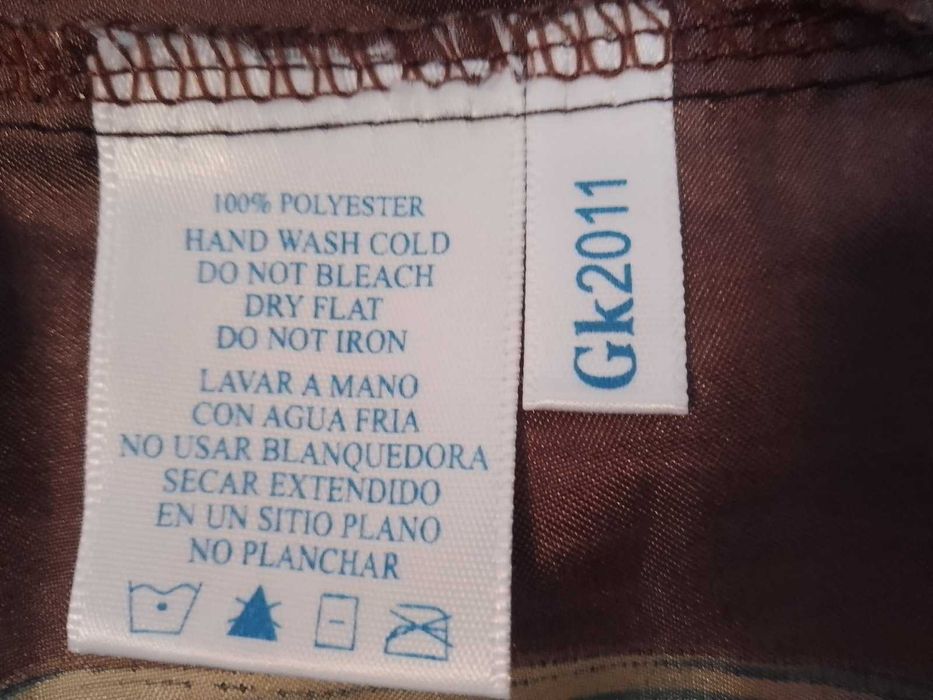 100% POLYESTER
HAND WASH COLD
DO NOT BLEACH
DRY FLAT
DO NOT IRON
LAVAR A MANO
CON AGUA FRIA
NO USAR BLANQUEDORA
SECAR EXTENDIDO
EN UN SITIO PLANO
NO PLANCHAR
Gk2011